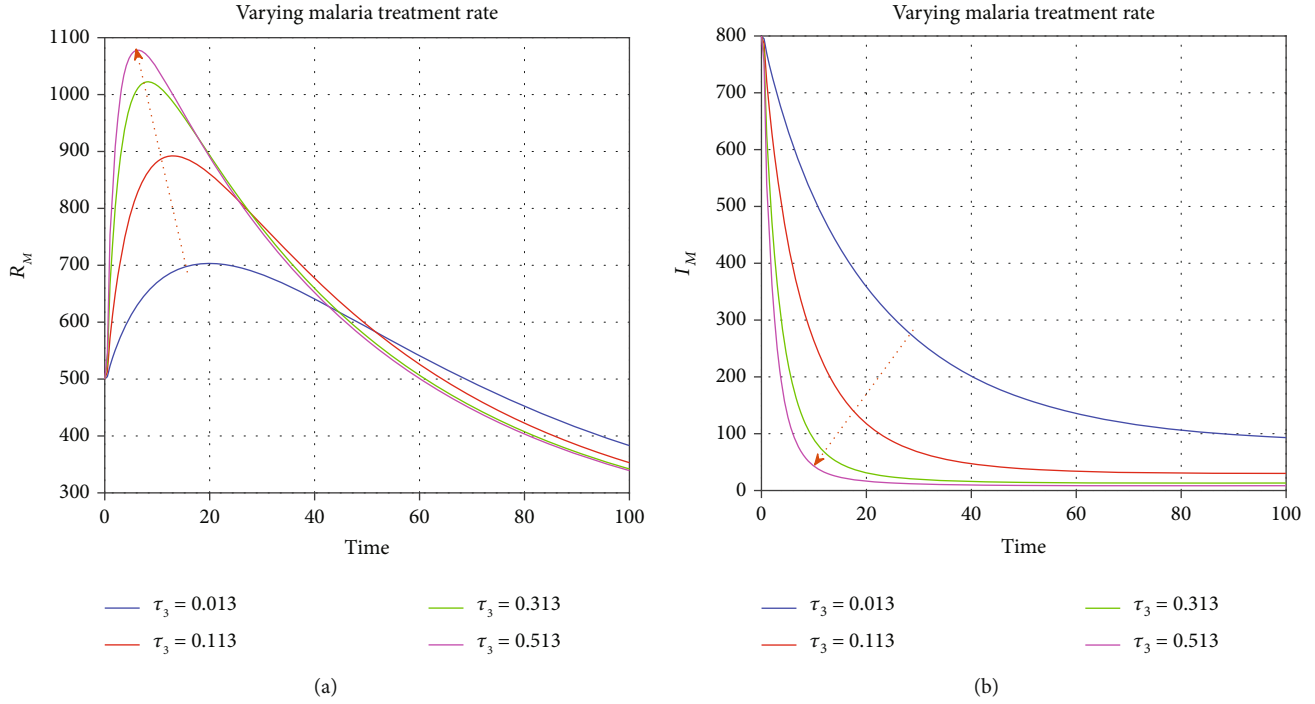 Varying malaria treatment rate
1100
1000
900
800
700
600
500
400
300
R_M
0
20
40
60
80
100
Time
τ_3 = 0.013
τ_3 = 0.313
τ_3 = 0.113
τ_3 = 0.513
(a)
Varying malaria treatment rate
800
700
600
500
400
300
200
100
0
I_M
0
20
40
60
80
100
Time
τ_3 = 0.013
τ_3 = 0.313
τ_3 = 0.113
τ_3 = 0.513
(b)